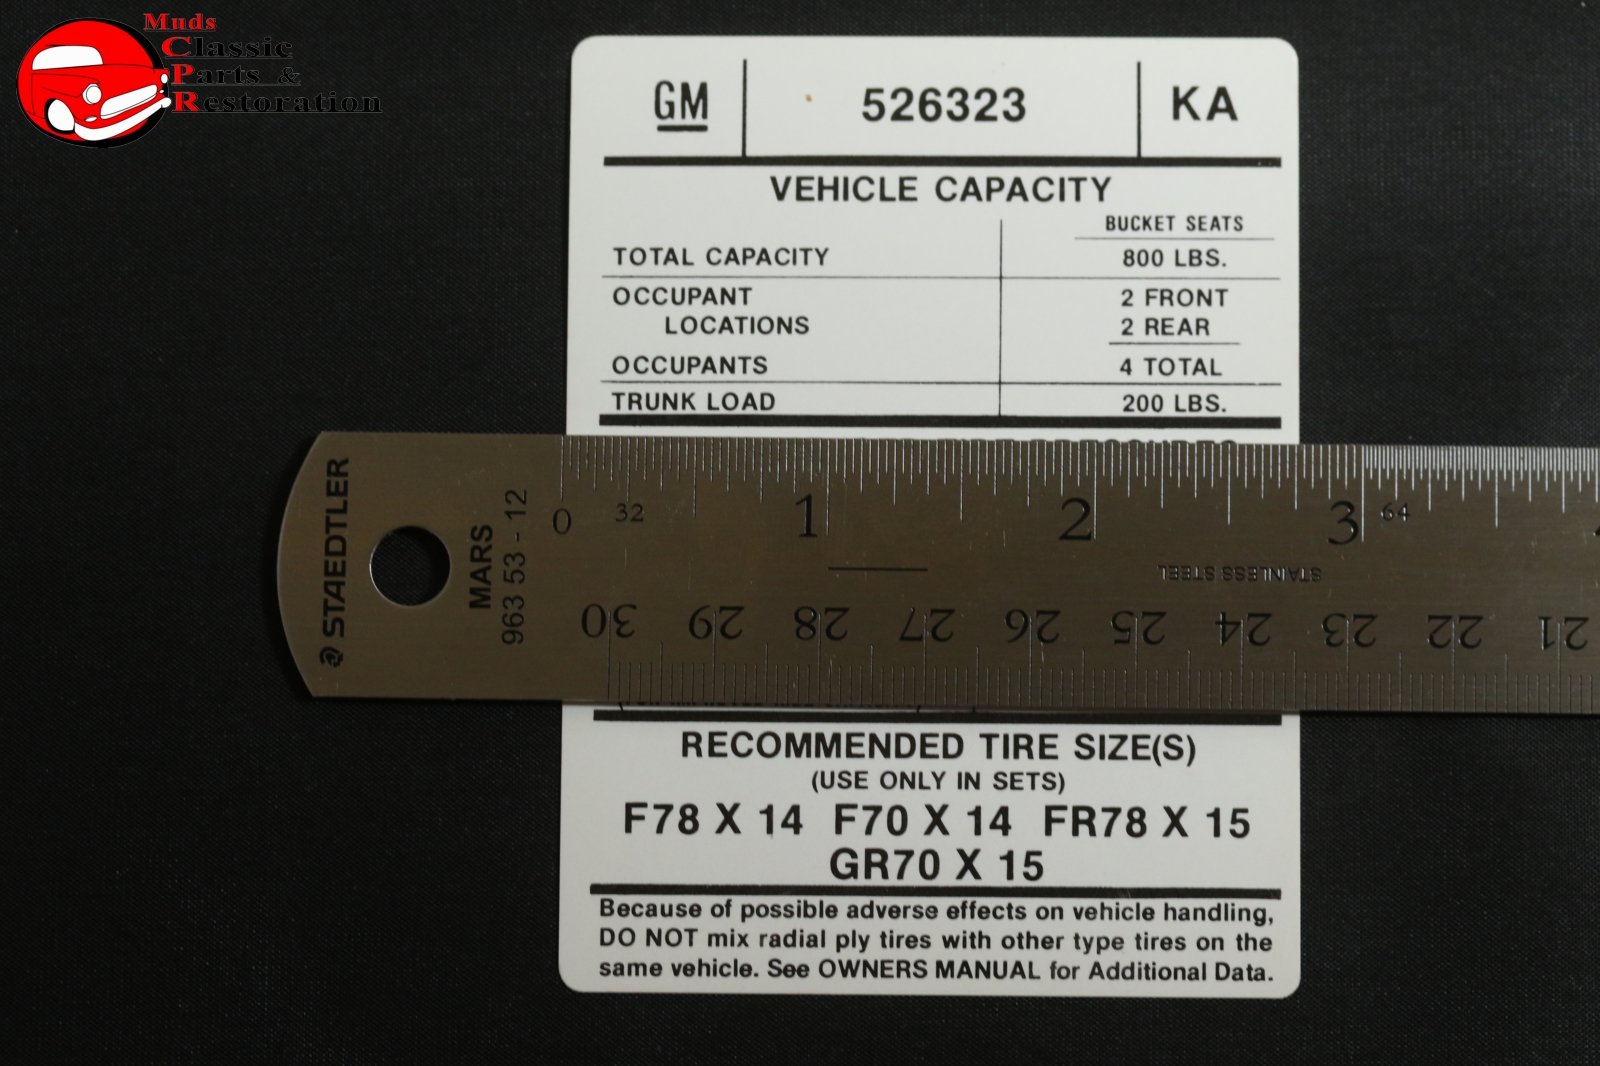 Muds
Classic
Parts &
Restoration
GM 526323 KA
VEHICLE CAPACITY
BUCKET SEATS
TOTAL CAPACITY 800 LBS.
OCCUPANT 2 FRONT
LOCATIONS 2 REAR
OCCUPANTS 4 TOTAL
TRUNK LOAD 200 LBS.
STAEDTLER
MARS
963 53 - 12
0 32 1 2 3 64
STAINLESS STEEL
30 29 28 27 26 25 24 23 22 21
RECOMMENDED TIRE SIZE(S)
(USE ONLY IN SETS)
F78 X 14 F70 X 14 FR78 X 15
GR70 X 15
Because of possible adverse effects on vehicle handling,
DO NOT mix radial ply tires with other type tires on the
same vehicle. See OWNERS MANUAL for Additional Data.